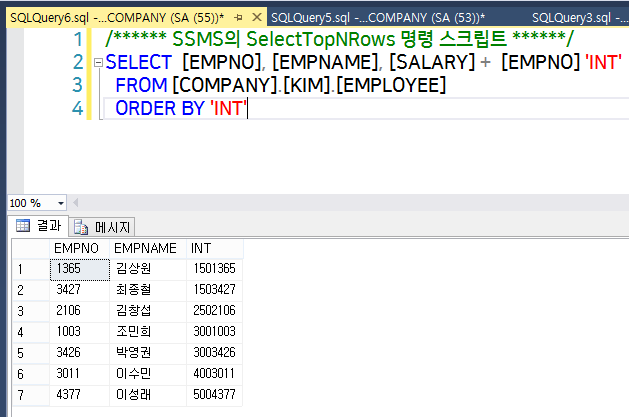 SQLQuery6.sql -...COMPANY (SA (55))* SQLQuery5.sql -...COMPANY (SA (53))* SQLQuery3.sql -...COMPANY
1 /****** SSMS의 SelectTopNRows 명령 스크립트 ******/
2 SELECT [EMPNO], [EMPNAME], [SALARY] + [EMPNO] 'INT'
3 FROM [COMPANY].[KIM].[EMPLOYEE]
4 ORDER BY 'INT'
100 %
결과 메시지
EMPNO EMPNAME INT
1 1365 김상원 1501365
2 3427 최종철 1503427
3 2106 김창섭 2502106
4 1003 조민희 3001003
5 3426 박영권 3003426
6 3011 이수민 4003011
7 4377 이성래 5004377